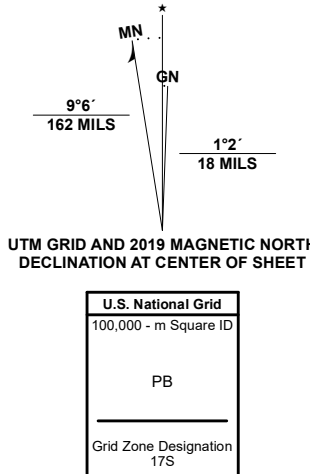 ★
MN
GN
9°6´
162 MILS
1°2´
18 MILS
UTM GRID AND 2019 MAGNETIC NORTH
DECLINATION AT CENTER OF SHEET
U.S. National Grid
100,000 - m Square ID
PB
Grid Zone Designation
17S